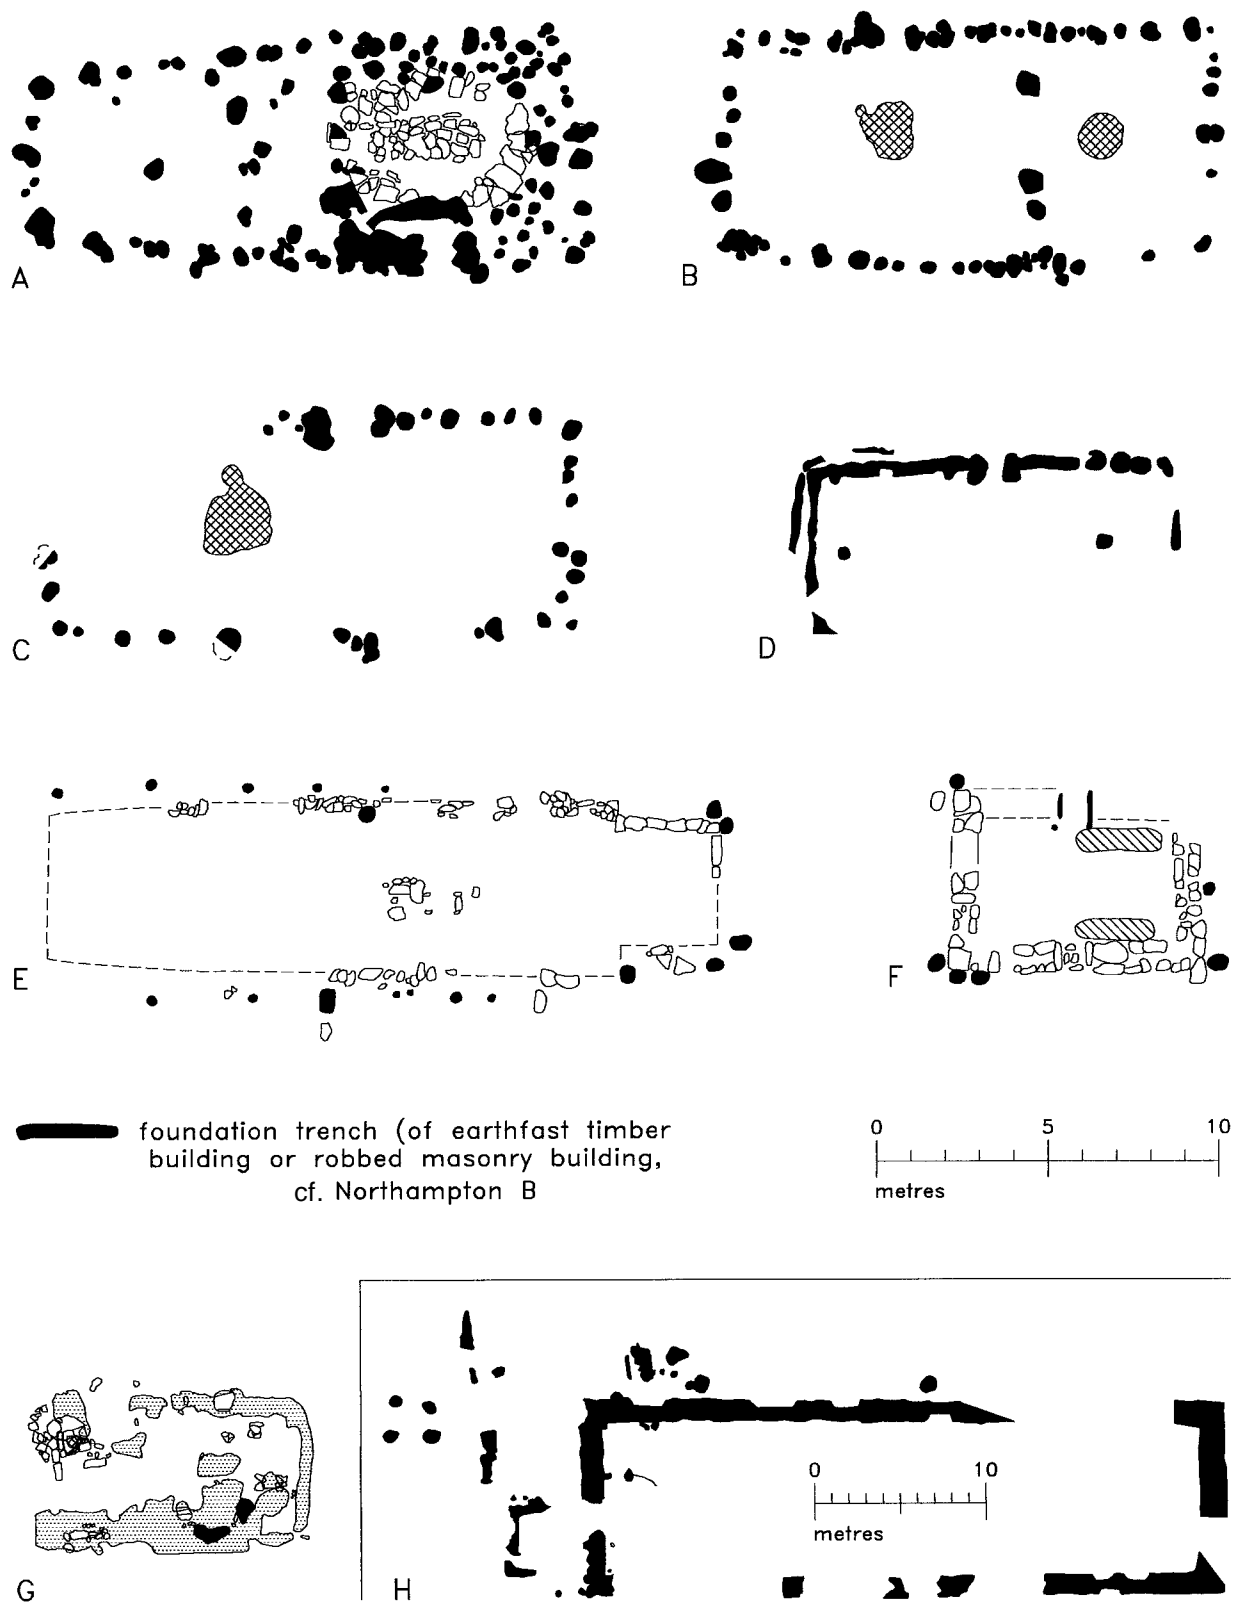 A
B
C
D
E
F
foundation trench (of earthfast timber
building or robbed masonry building,
cf. Northampton B
0 5 10
metres
0 10
metres
G
H